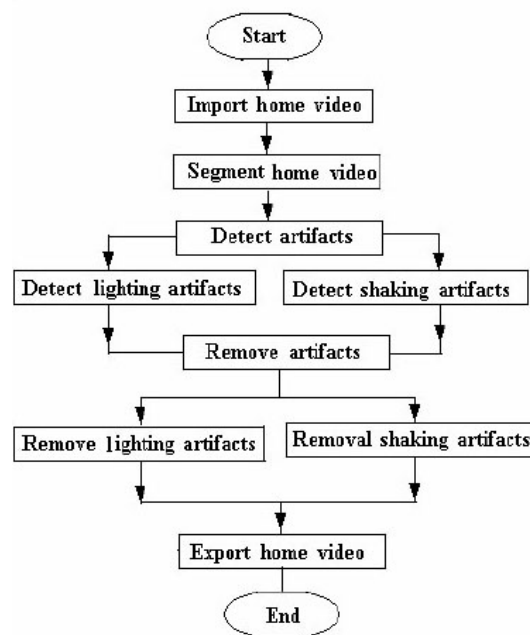 Start
Import home video
Segment home video
Detect artifacts
Detect lighting artifacts
Detect shaking artifacts
Remove artifacts
Remove lighting artifacts
Removal shaking artifacts
Export home video
End